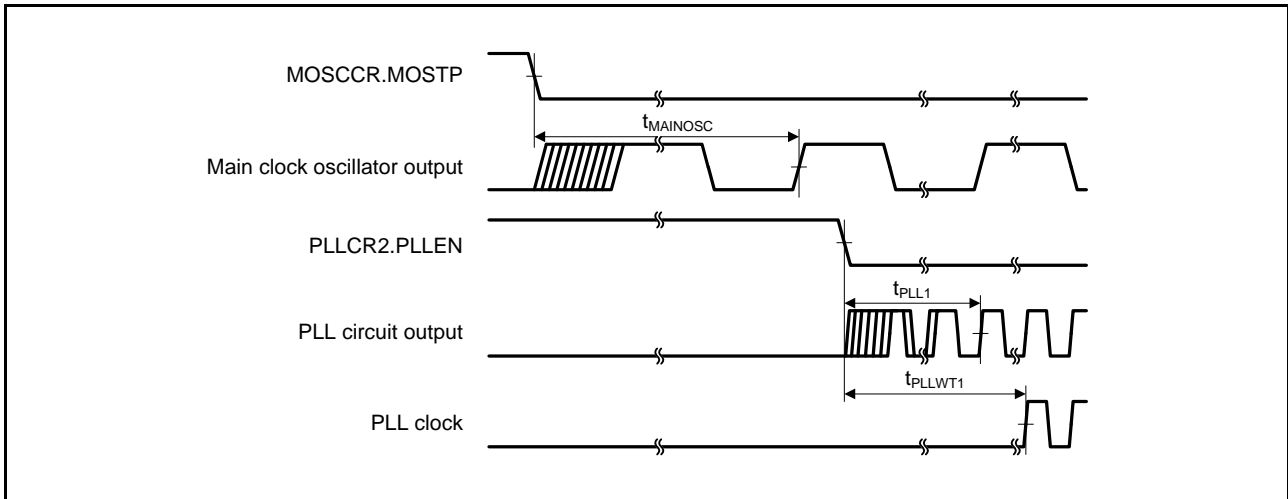 MOSCCR.MOSTP
tMAINOSC
Main clock oscillator output
PLLCR2.PLLEN
tPLL1
PLL circuit output
tPLLWT1
PLL clock